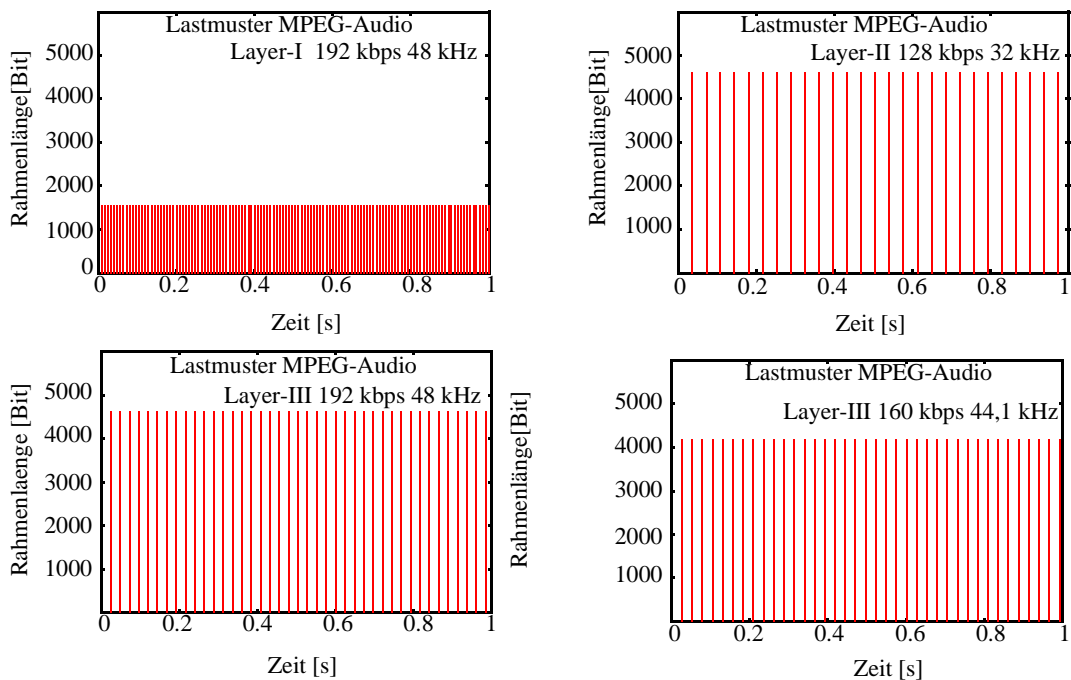 Lastmuster MPEG-Audio
Layer-I 192 kbps 48 kHz
Rahmenlänge[Bit]
5000
4000
3000
2000
1000
0
0 0.2 0.4 0.6 0.8 1
Zeit [s]
Lastmuster MPEG-Audio
Layer-II 128 kbps 32 kHz
Rahmenlänge[Bit]
5000
4000
3000
2000
1000
0 0.2 0.4 0.6 0.8 1
Zeit [s]
Lastmuster MPEG-Audio
Layer-III 192 kbps 48 kHz
Rahmenlaenge [Bit]
5000
4000
3000
2000
1000
0 0.2 0.4 0.6 0.8 1
Zeit [s]
Lastmuster MPEG-Audio
Layer-III 160 kbps 44,1 kHz
Rahmenlänge[Bit]
5000
4000
3000
2000
1000
0 0.2 0.4 0.6 0.8 1
Zeit [s]